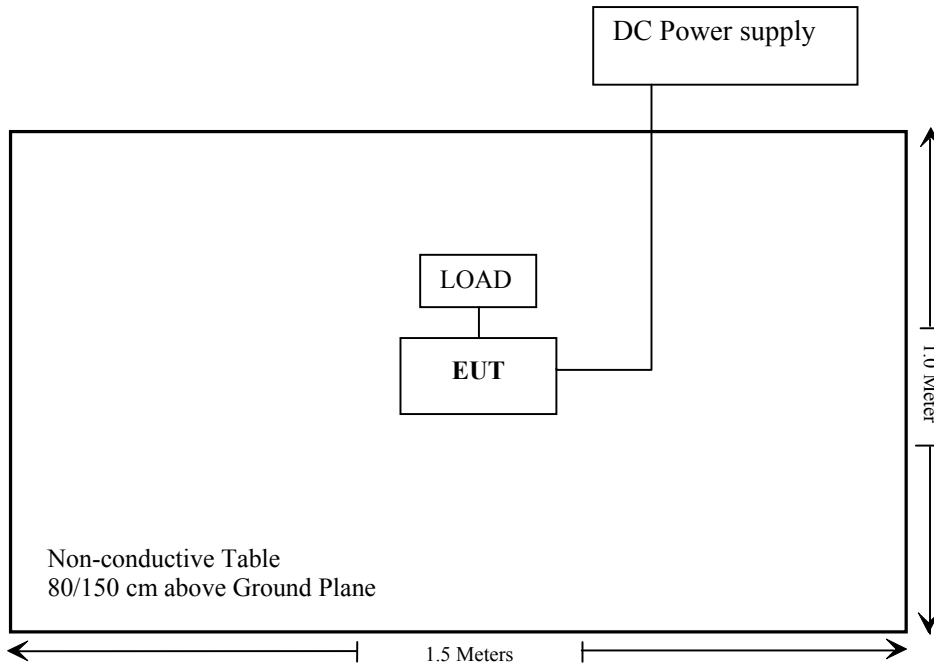 DC Power supply
LOAD
EUT
1.0 Meter
Non-conductive Table
80/150 cm above Ground Plane
1.5 Meters